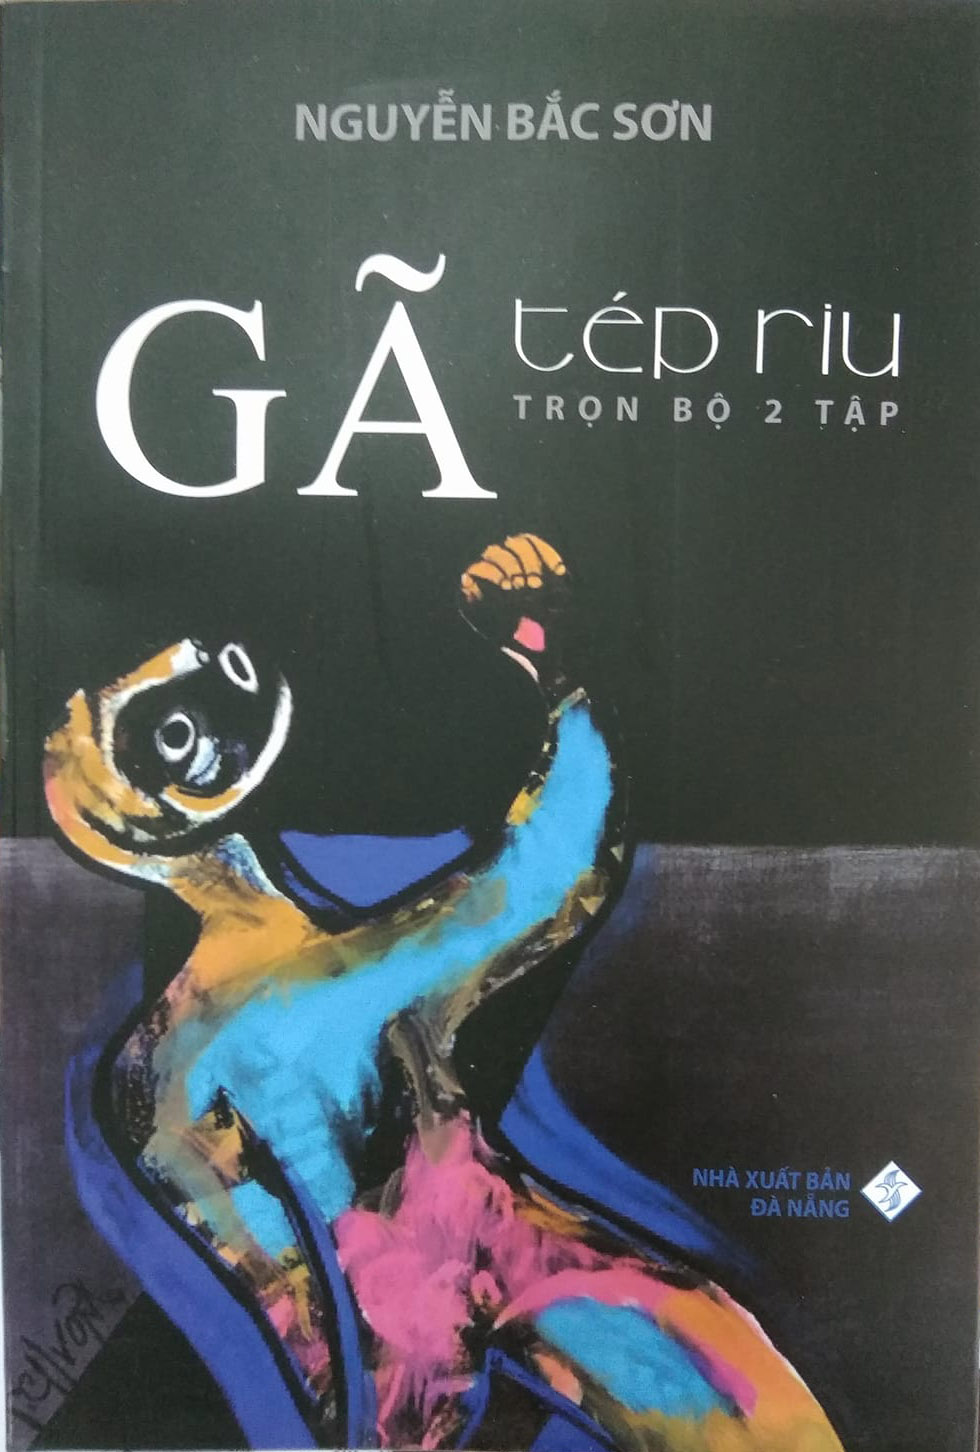 NGUYỄN BẮC SƠN
GÃ tép riu
TRỌN BỘ 2 TẬP
NHÀ XUẤT BẢN
ĐÀ NẴNG